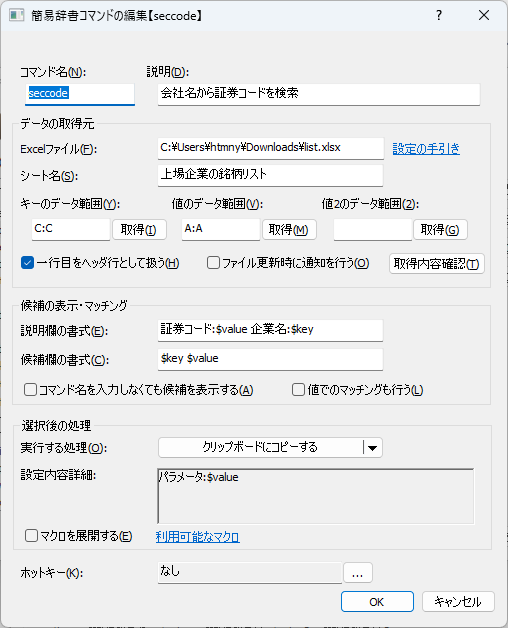 簡易辞書コマンドの編集【seccode】
コマンド名(N): 説明(D):
seccode 会社名から証券コードを検索
データの取得元
Excelファイル(F): C:¥Users¥htmny¥Downloads¥list.xlsx 設定の手引き
シート名(S): 上場企業の銘柄リスト
キーのデータ範囲(Y): 値のデータ範囲(V): 値2のデータ範囲(2):
C:C 取得(I) A:A 取得(M) 取得(G)
一行目をヘッダ行として扱う(H) ファイル更新時に通知を行う(O) 取得内容確認(T)
候補の表示・マッチング
説明欄の書式(E): 証券コード:$value 企業名:$key
候補欄の書式(C): $key $value
コマンド名を入力しなくても候補を表示する(A) 値でのマッチングも行う(L)
選択後の処理
実行する処理(O): クリップボードにコピーする
設定内容詳細: パラメータ:$value
マクロを展開する(E) 利用可能なマクロ
ホットキー(K): なし ...
OK キャンセル